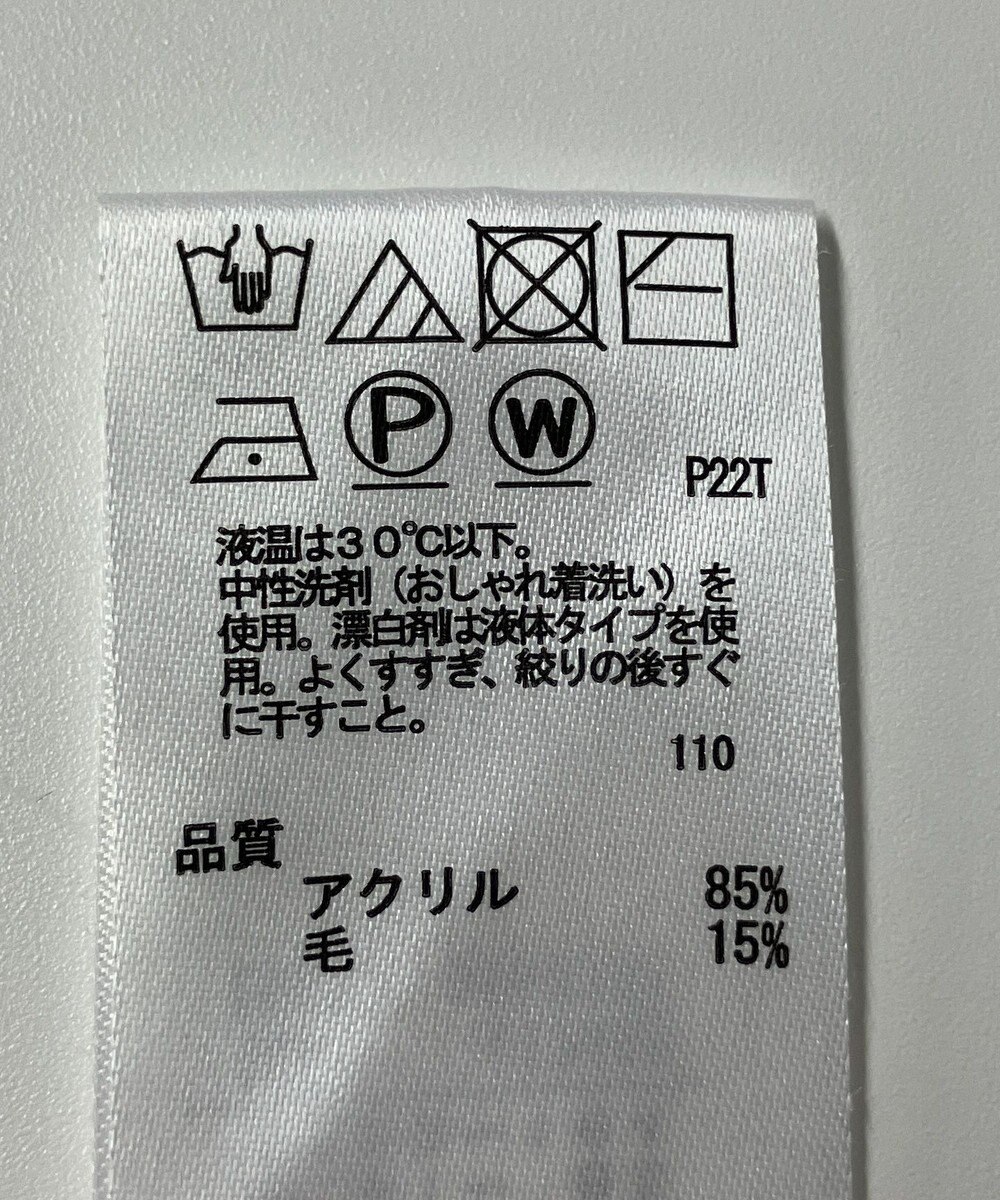 P W
P22T
液温は30℃以下。
中性洗剤(おしゃれ着洗い)を
使用。漂白剤は液体タイプを使
用。よくすすぎ、絞りの後すぐ
に干すこと。
110
品質
アクリル 85%
毛 15%